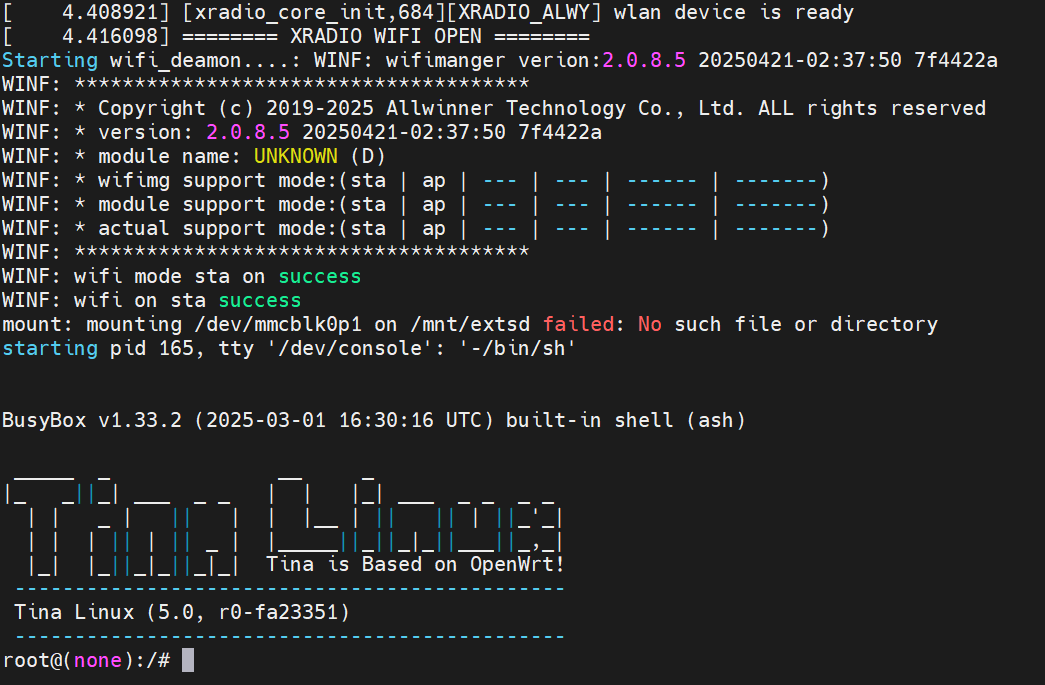 [    4.408921] [xradio_core_init,684][XRADIO_ALWY] wlan device is ready
[    4.416098] ======== XRADIO WIFI OPEN ========
Starting wifi_deamon....: WINF: wifimanger verion:2.0.8.5 20250421-02:37:50 7f4422a
WINF: **************************************
WINF: * Copyright (c) 2019-2025 Allwinner Technology Co., Ltd. ALL rights reserved
WINF: * version: 2.0.8.5 20250421-02:37:50 7f4422a
WINF: * module name: UNKNOWN (D)
WINF: * wifimg support mode:(sta | ap | --- | --- | ------ | -------)
WINF: * module support mode:(sta | ap | --- | --- | ------ | -------)
WINF: * actual support mode:(sta | ap | --- | --- | ------ | -------)
WINF: **************************************
WINF: wifi mode sta on success
WINF: wifi on sta success
mount: mounting /dev/mmcblk0p1 on /mnt/extsd failed: No such file or directory
starting pid 165, tty '/dev/console': '-/bin/sh'
BusyBox v1.33.2 (2025-03-01 16:30:16 UTC) built-in shell (ash)
Tina Linux
Tina is Based on OpenWrt!
----------------------------------------------
Tina Linux (5.0, r0-fa23351)
----------------------------------------------
root@(none):/#